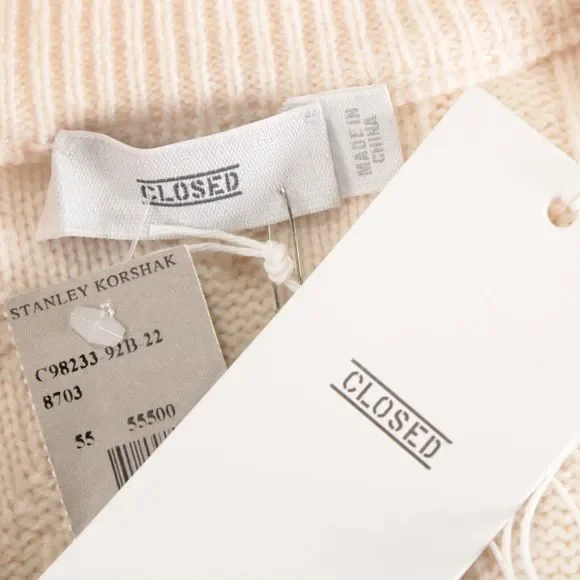 CLOSED
MADE IN
CHINA
STANLEY KORSHAK
C98233-92B-22
8703
55 55500
CLOSED